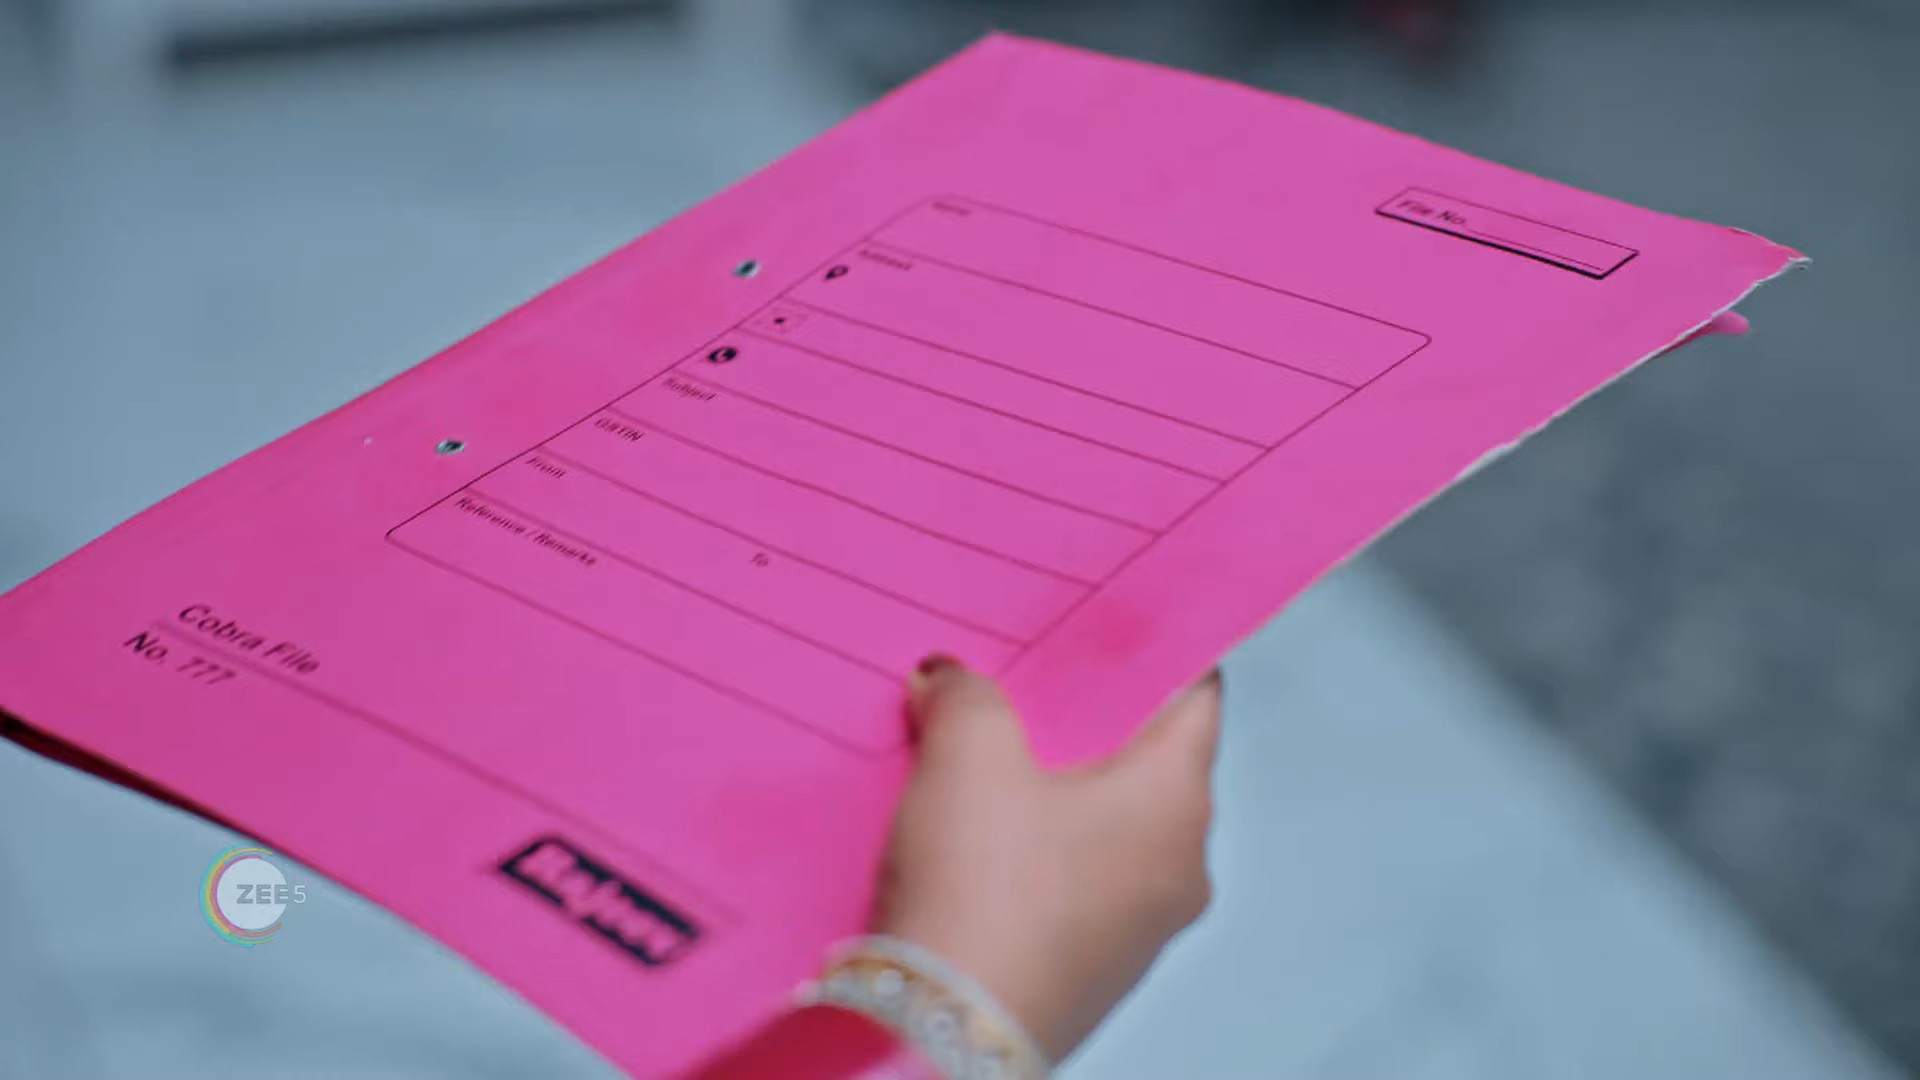 File No.
Name
Address
Subject
GSTIN
From
To
Reference / Remarks
Cobra File
No. 777
ZEE5